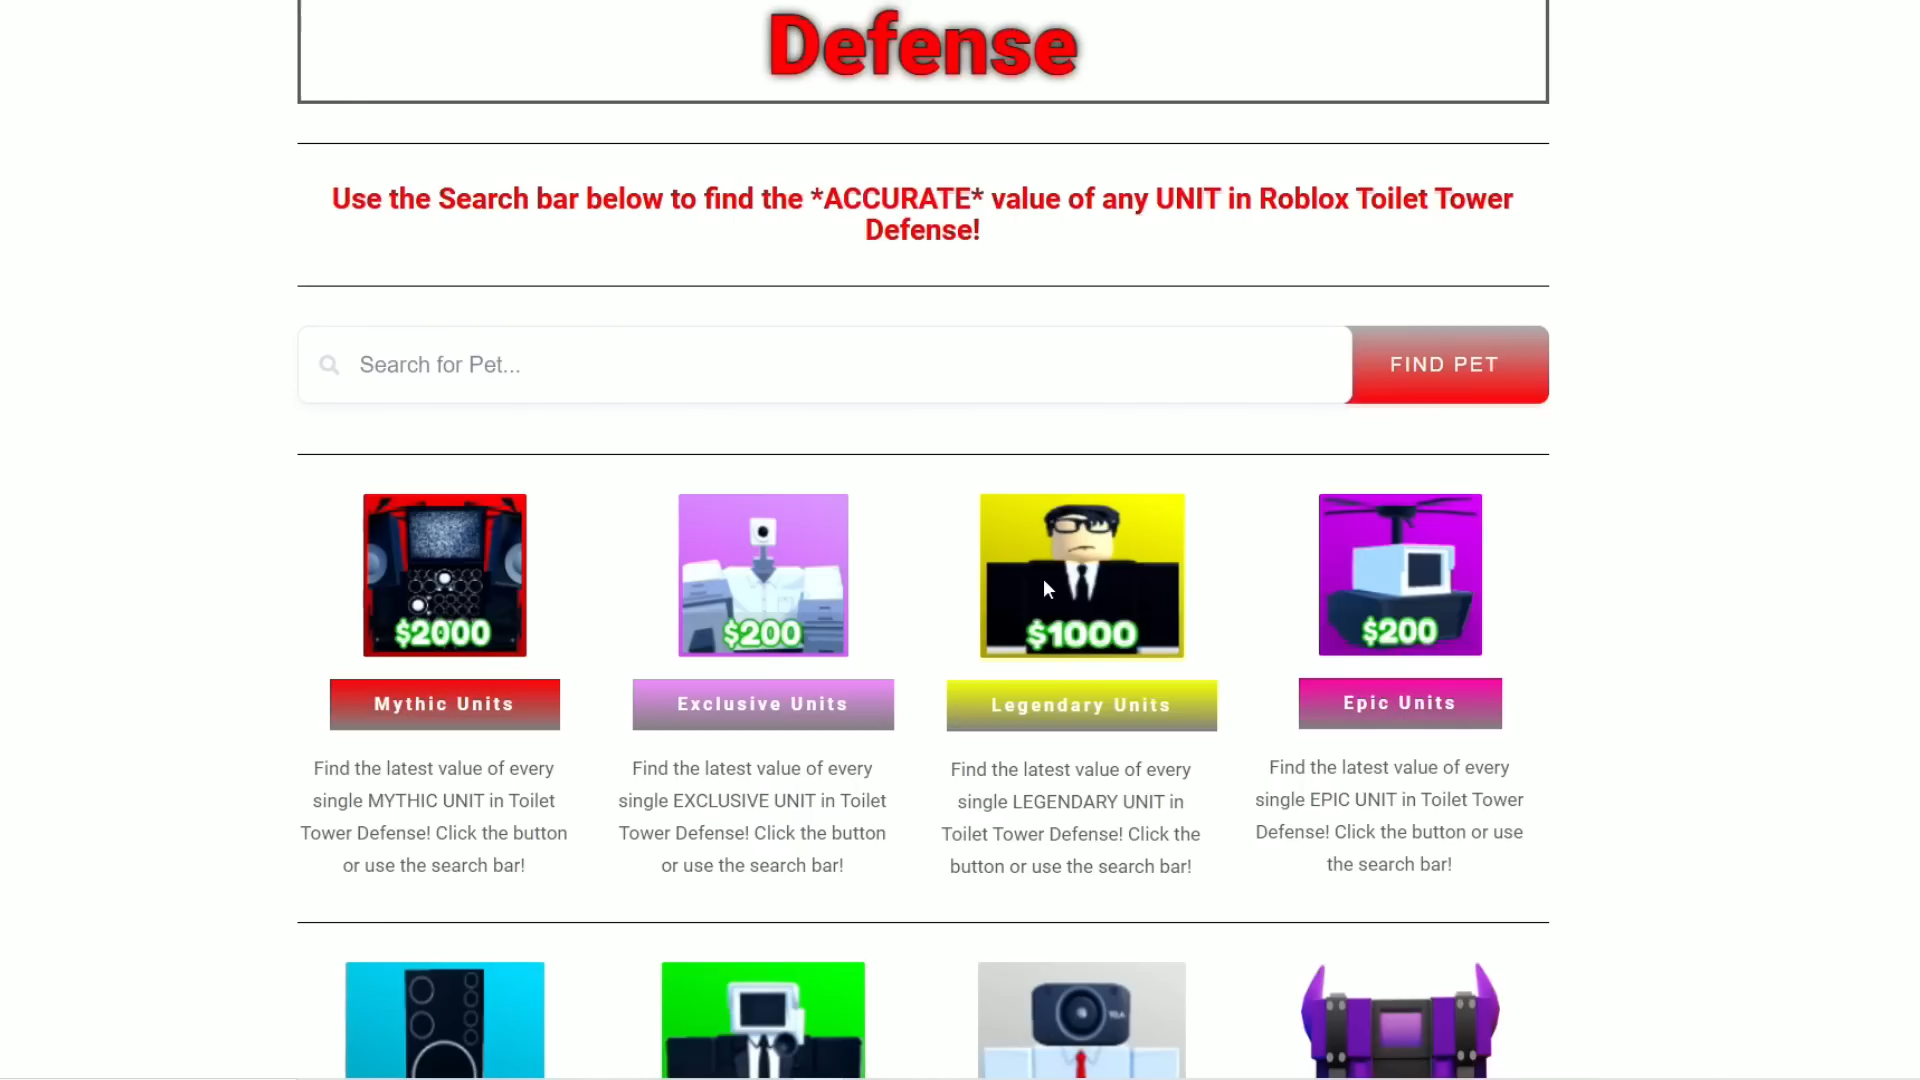 Defense
Use the Search bar below to find the *ACCURATE* value of any UNIT in Roblox Toilet Tower
Defense!
Search for Pet...
FIND PET
$2000
$200
$1000
$200
Mythic Units
Exclusive Units
Legendary Units
Epic Units
Find the latest value of every
single MYTHIC UNIT in Toilet
Tower Defense! Click the button
or use the search bar!
Find the latest value of every
single EXCLUSIVE UNIT in Toilet
Tower Defense! Click the button
or use the search bar!
Find the latest value of every
single LEGENDARY UNIT in
Toilet Tower Defense! Click the
button or use the search bar!
Find the latest value of every
single EPIC UNIT in Toilet Tower
Defense! Click the button or use
the search bar!